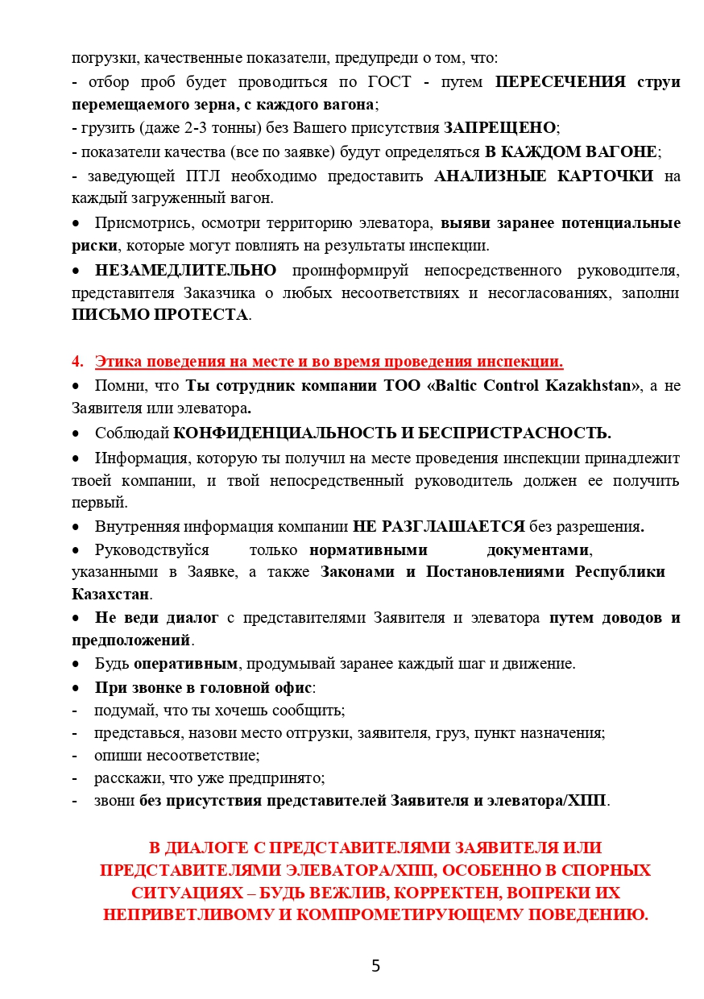 погрузки, качественные показатели, предупреди о том, что:
- отбор проб будет проводиться по ГОСТ - путем ПЕРЕСЕЧЕНИЯ струи
перемещаемого зерна, с каждого вагона;
- грузить (даже 2-3 тонны) без Вашего присутствия ЗАПРЕЩЕНО;
- показатели качества (все по заявке) будут определяться В КАЖДОМ ВАГОНЕ;
- заведующей ПТЛ необходимо предоставить АНАЛИЗНЫЕ КАРТОЧКИ на
каждый загруженный вагон.
• Присмотрись, осмотри территорию элеватора, выяви заранее потенциальные
риски, которые могут повлиять на результаты инспекции.
• НЕЗАМЕДЛИТЕЛЬНО проинформируй непосредственного руководителя,
представителя Заказчика о любых несоответствиях и несогласованиях, заполни
ПИСЬМО ПРОТЕСТА.
4. Этика поведения на месте и во время проведения инспекции.
• Помни, что Ты сотрудник компании ТОО «Baltic Control Kazakhstan», а не
Заявителя или элеватора.
• Соблюдай КОНФИДЕНЦИАЛЬНОСТЬ И БЕСПРИСТРАСНОСТЬ.
• Информация, которую ты получил на месте проведения инспекции принадлежит
твоей компании, и твой непосредственный руководитель должен ее получить
первый.
• Внутренняя информация компании НЕ РАЗГЛАШАЕТСЯ без разрешения.
• Руководствуйся только нормативными документами,
указанными в Заявке, а также Законами и Постановлениями Республики
Казахстан.
• Не веди диалог с представителями Заявителя и элеватора путем доводов и
предположений.
• Будь оперативным, продумывай заранее каждый шаг и движение.
• При звонке в головной офис:
- подумай, что ты хочешь сообщить;
- представься, назови место отгрузки, заявителя, груз, пункт назначения;
- опиши несоответствие;
- расскажи, что уже предпринято;
- звони без присутствия представителей Заявителя и элеватора/ХПП.
В ДИАЛОГЕ С ПРЕДСТАВИТЕЛЯМИ ЗАЯВИТЕЛЯ ИЛИ
ПРЕДСТАВИТЕЛЯМИ ЭЛЕВАТОРА/ХПП, ОСОБЕННО В СПОРНЫХ
СИТУАЦИЯХ – БУДЬ ВЕЖЛИВ, КОРРЕКТЕН, ВОПРЕКИ ИХ
НЕПРИВЕТЛИВОМУ И КОМПРОМЕТИРУЮЩЕМУ ПОВЕДЕНИЮ.
5